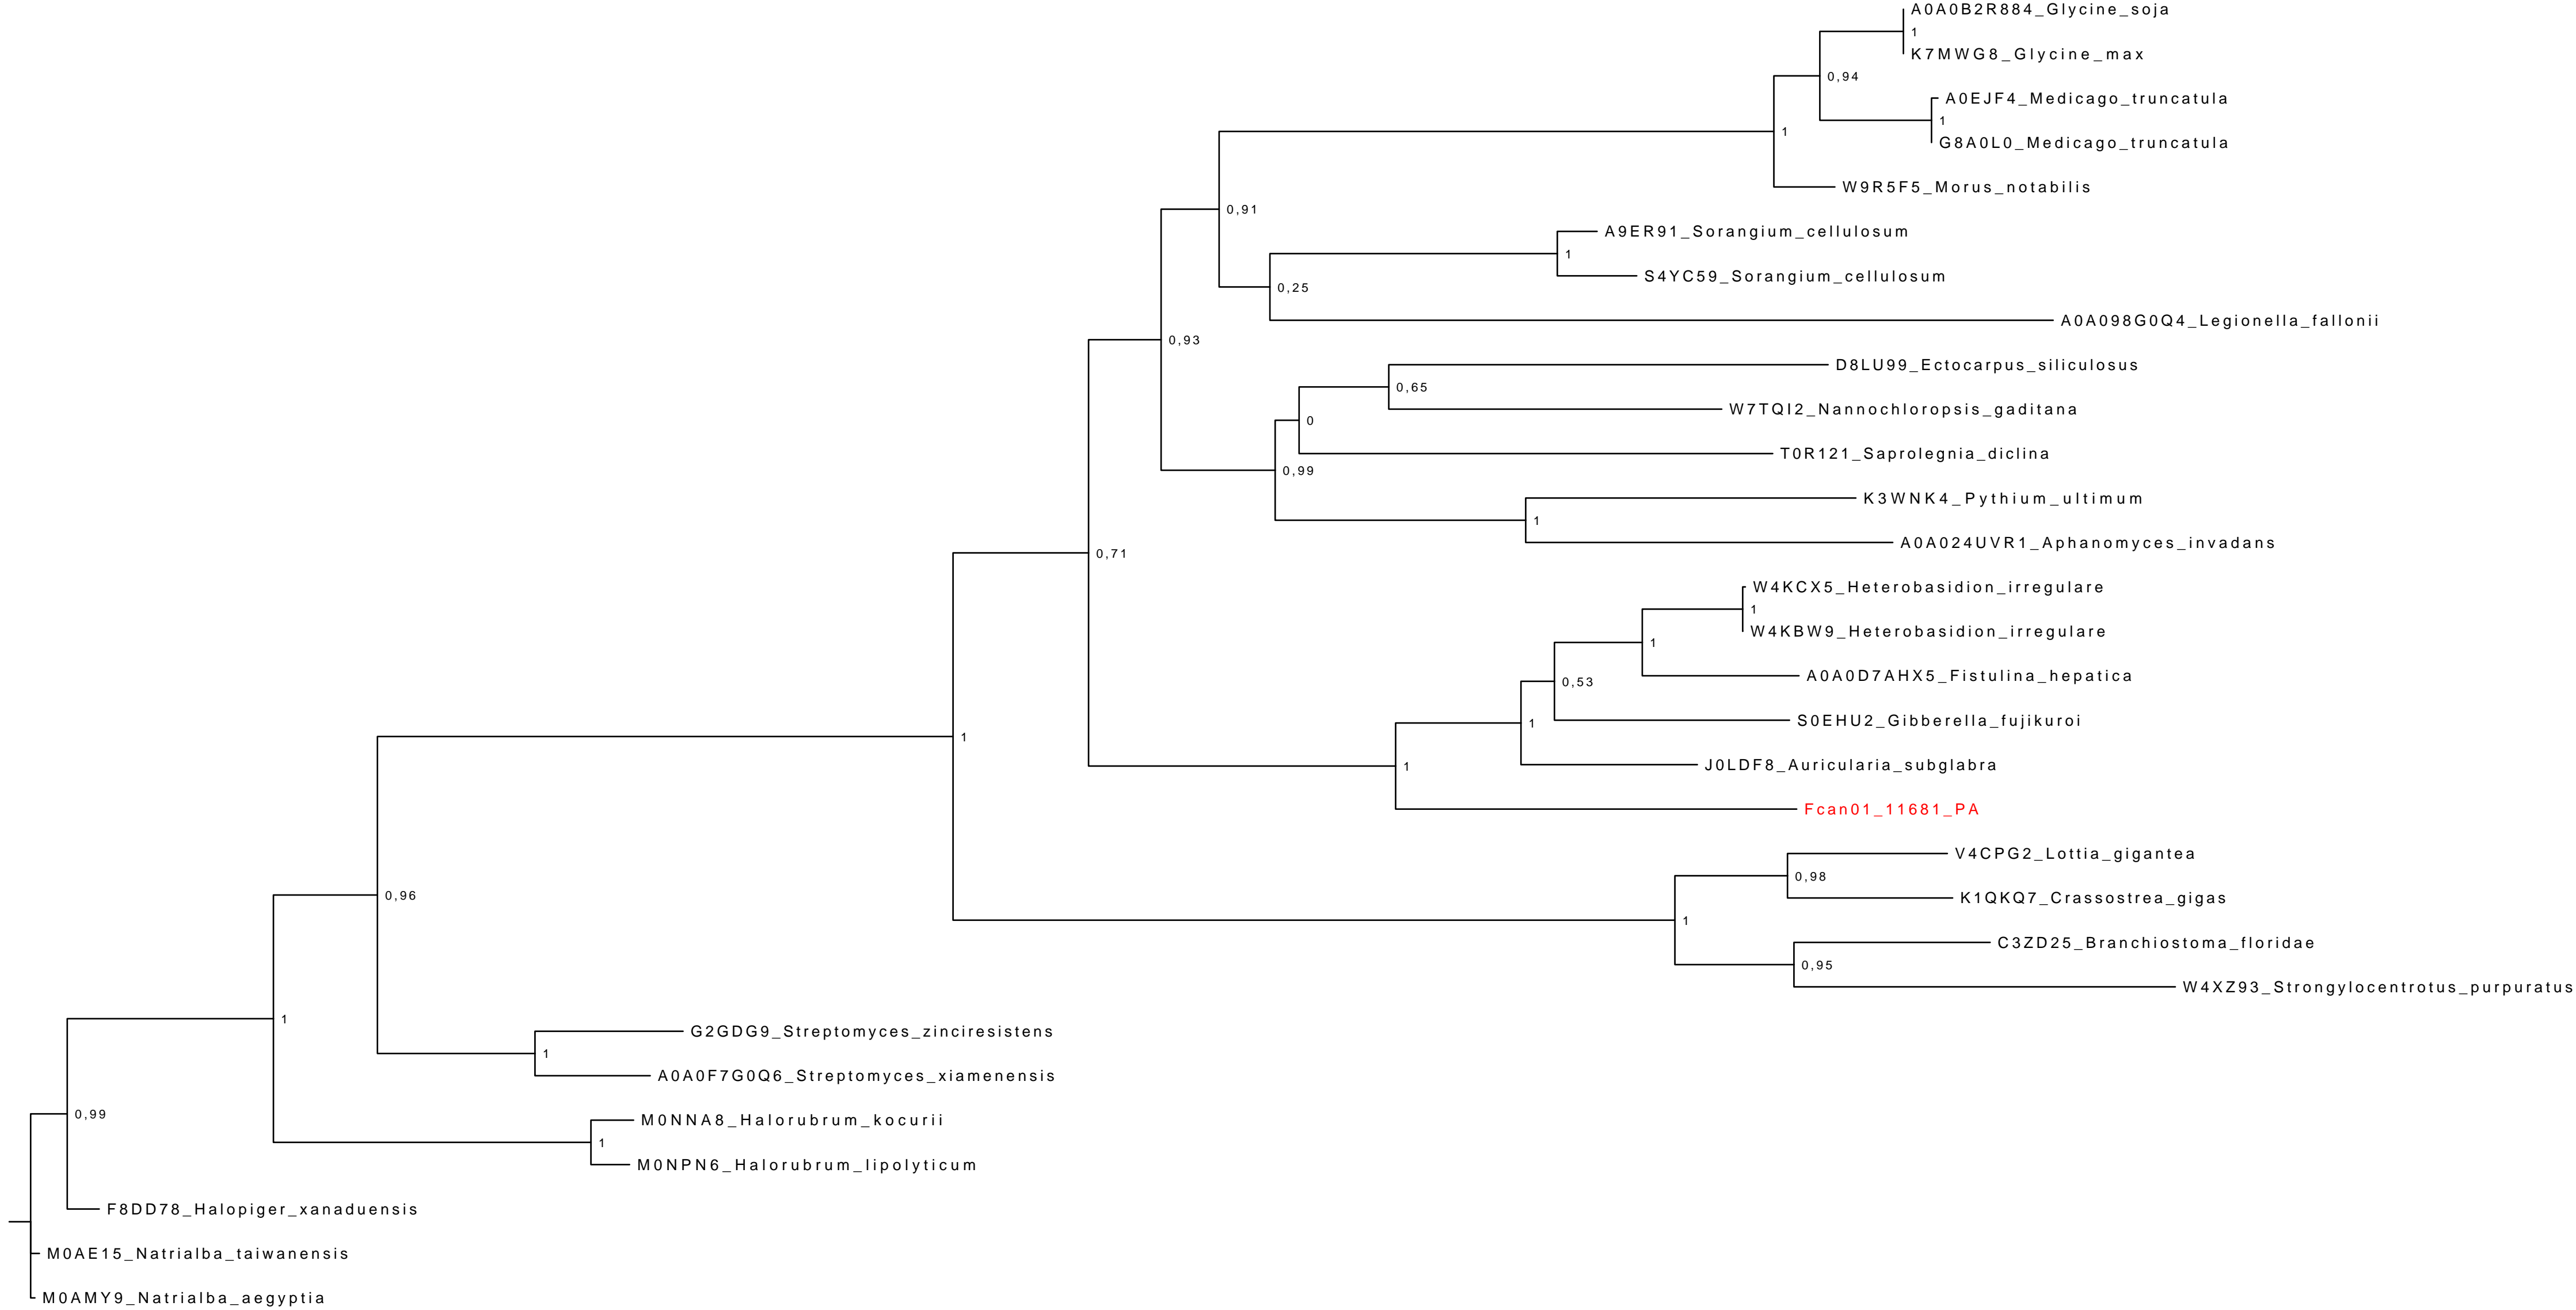 A0A0B2R884_Glycine_soja
1
K7MWG8_Glycine_max
0,94
A0EJF4_Medicago_truncatula
1
1
G8A0L0_Medicago_truncatula
W9R5F5_Morus_notabilis
0,91
A9ER91_Sorangium_cellulosum
1
S4YC59_Sorangium_cellulosum
0,25
A0A098G0Q4_Legionella_fallonii
0,93
D8LU99_Ectocarpus_siliculosus
0,65
W7TQI2_Nannochloropsis_gaditana
0
T0R121_Saprolegnia_diclina
0,99
K3WNK4_Pythium_ultimum
1
A0A024UVR1_Aphanomyces_invadans
0,71
W4KCX5_Heterobasidion_irregulare
1
W4KBW9_Heterobasidion_irregulare
1
A0A0D7AHX5_Fistulina_hepatica
0,53
S0EHU2_Gibberella_fujikuroi
1
1
J0LDF8_Auricularia_subglabra
1
Fcan01_11681_PA
V4CPG2_Lottia_gigantea
0,98
K1QKQ7_Crassostrea_gigas
0,96
1
C3ZD25_Branchiostoma_floridae
0,95
W4XZ93_Strongylocentrotus_purpuratus
1
G2GDG9_Streptomyces_zinciresistens
1
A0A0F7G0Q6_Streptomyces_xiamenensis
0,99
M0NNA8_Halorubrum_kocurii
1
M0NPN6_Halorubrum_lipolyticum
F8DD78_Halopiger_xanaduensis
M0AE15_Natrialba_taiwanensis
M0AMY9_Natrialba_aegyptia